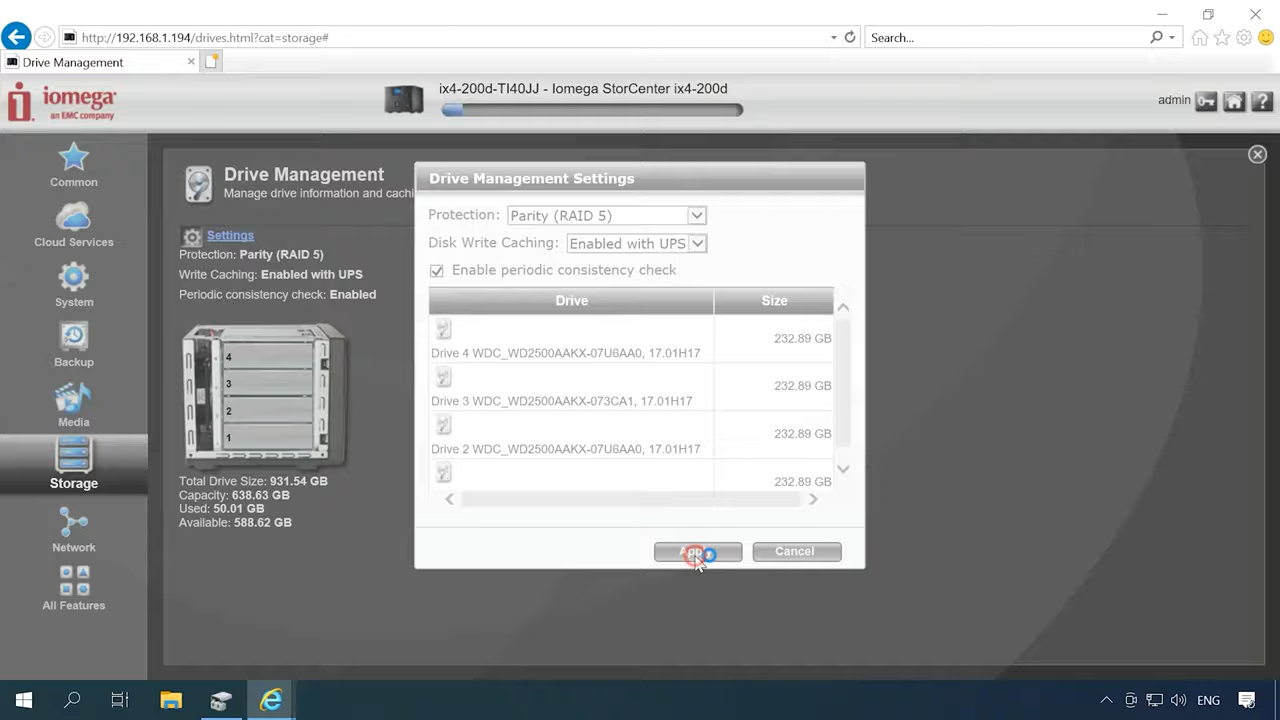 http://192.168.1.194/drives.html?cat=storage#
Search...
Drive Management
iomega
an EMC company
ix4-200d-TI40JJ - Iomega StorCenter ix4-200d
admin
?
Common
Cloud Services
System
Backup
Media
Storage
Network
All Features
Drive Management
Manage drive information and cachi
Settings
Protection: Parity (RAID 5)
Write Caching: Enabled with UPS
Periodic consistency check: Enabled
4
3
2
1
Total Drive Size: 931.54 GB
Capacity: 638.63 GB
Used: 50.01 GB
Available: 588.62 GB
Drive Management Settings
Protection: Parity (RAID 5)
Disk Write Caching: Enabled with UPS
Enable periodic consistency check
Drive Size
232.89 GB
Drive 4 WDC_WD2500AAKX-07U6AA0, 17.01H17
232.89 GB
Drive 3 WDC_WD2500AAKX-073CA1, 17.01H17
232.89 GB
Drive 2 WDC_WD2500AAKX-07U6AA0, 17.01H17
232.89 GB
Cancel
ENG